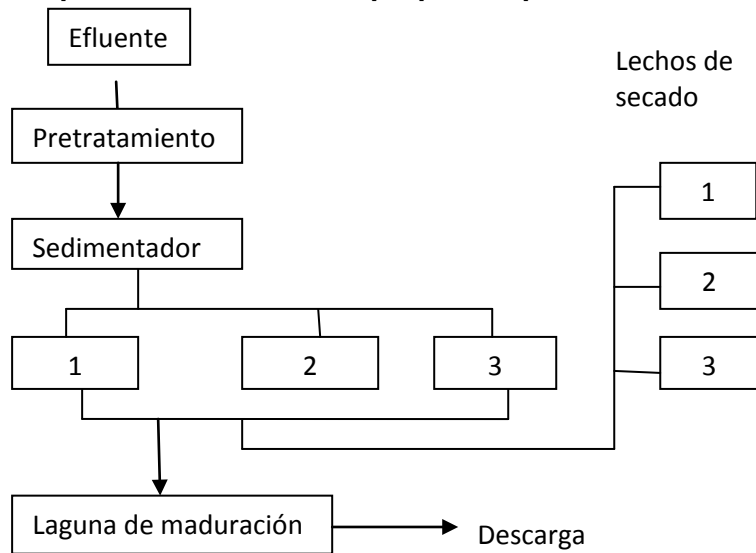 Efluente
Lechos de
secado
Pretratamiento
1
Sedimentador
2
1
2
3
3
Laguna de maduración
Descarga